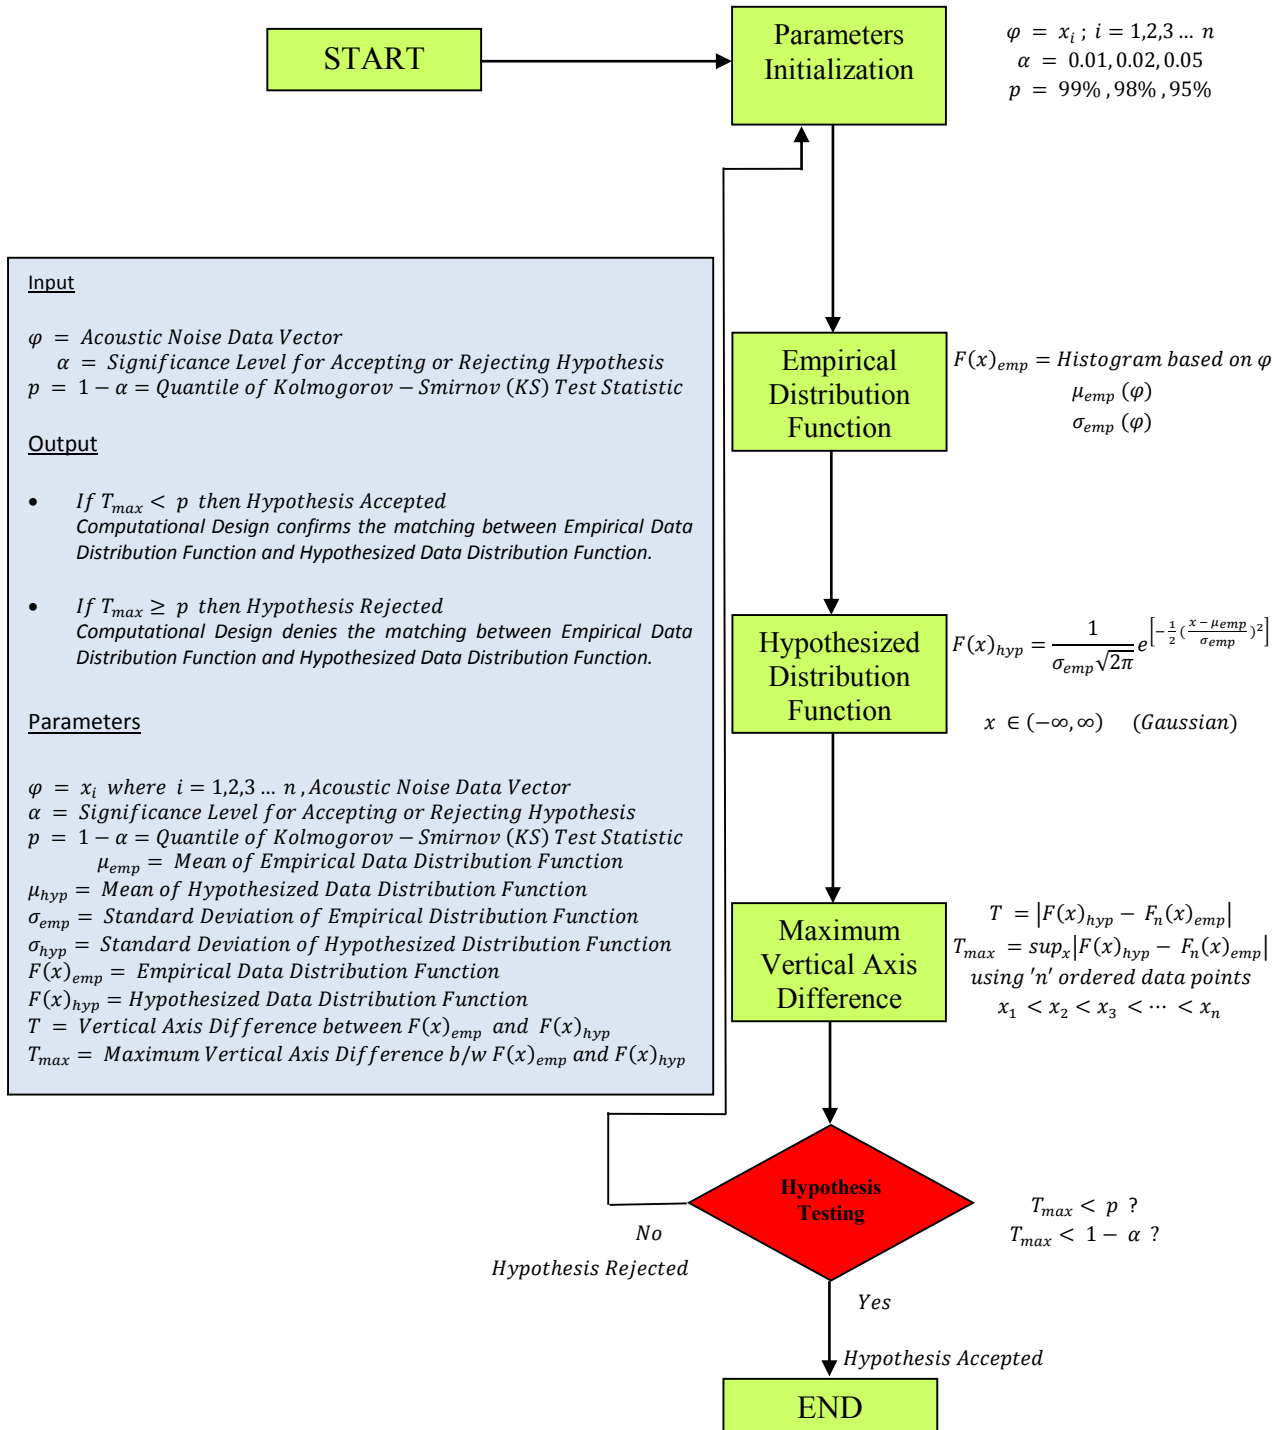 START
Parameters
Initialization
φ = x_i ; i = 1,2,3 … n
α = 0.01, 0.02, 0.05
p = 99% , 98% , 95%
Input
φ = Acoustic Noise Data Vector
α = Significance Level for Accepting or Rejecting Hypothesis
p = 1 − α = Quantile of Kolmogorov − Smirnov (KS) Test Statistic
Output
• If T_max < p then Hypothesis Accepted
Computational Design confirms the matching between Empirical Data
Distribution Function and Hypothesized Data Distribution Function.
• If T_max ≥ p then Hypothesis Rejected
Computational Design denies the matching between Empirical Data
Distribution Function and Hypothesized Data Distribution Function.
Parameters
φ = x_i where i = 1,2,3 … n , Acoustic Noise Data Vector
α = Significance Level for Accepting or Rejecting Hypothesis
p = 1 − α = Quantile of Kolmogorov − Smirnov (KS) Test Statistic
μ_emp = Mean of Empirical Data Distribution Function
μ_hyp = Mean of Hypothesized Data Distribution Function
σ_emp = Standard Deviation of Empirical Distribution Function
σ_hyp = Standard Deviation of Hypothesized Distribution Function
F(x)_emp = Empirical Data Distribution Function
F(x)_hyp = Hypothesized Data Distribution Function
T = Vertical Axis Difference between F(x)_emp and F(x)_hyp
T_max = Maximum Vertical Axis Difference b/w F(x)_emp and F(x)_hyp
Empirical
Distribution
Function
F(x)_emp = Histogram based on φ
μ_emp (φ)
σ_emp (φ)
Hypothesized
Distribution
Function
F(x)_hyp = 1/(σ_emp√2π) e^[−1/2 ((x−μ_emp)/σ_emp)^2]
x ∈ (−∞, ∞) (Gaussian)
Maximum
Vertical Axis
Difference
T = |F(x)_hyp − F_n(x)_emp|
T_max = sup_x|F(x)_hyp − F_n(x)_emp|
using 'n' ordered data points
x_1 < x_2 < x_3 < ⋯ < x_n
Hypothesis
Testing
T_max < p ?
T_max < 1 − α ?
No
Hypothesis Rejected
Yes
Hypothesis Accepted
END